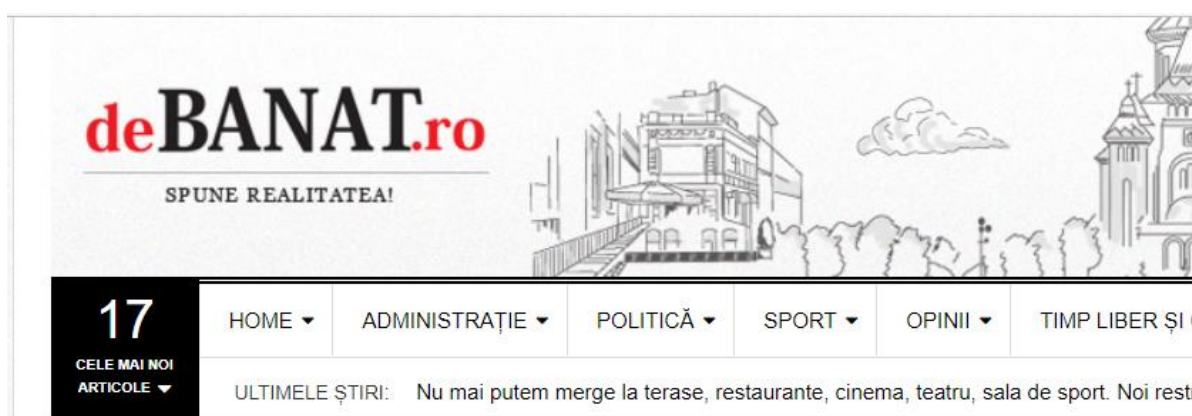 deBANAT.ro
SPUNE REALITATEA!
17
CELE MAI NOI
ARTICOLE
HOME
ADMINISTRAȚIE
POLITICĂ
SPORT
OPINII
TIMP LIBER ȘI
ULTIMELE ȘTIRI: Nu mai putem merge la terase, restaurante, cinema, teatru, sala de sport. Noi